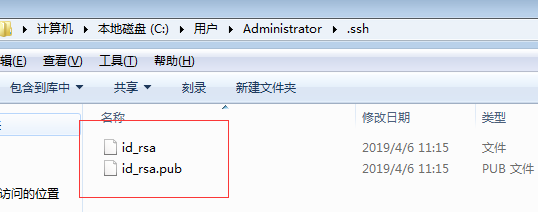 计算机 本地磁盘 (C:) 用户 Administrator .ssh
辑(E) 查看(V) 工具(T) 帮助(H)
包含到库中 共享 刻录 新建文件夹
名称 修改日期 类型
id_rsa 2019/4/6 11:15 文件
id_rsa.pub 2019/4/6 11:15 PUB 文件
访问的位置